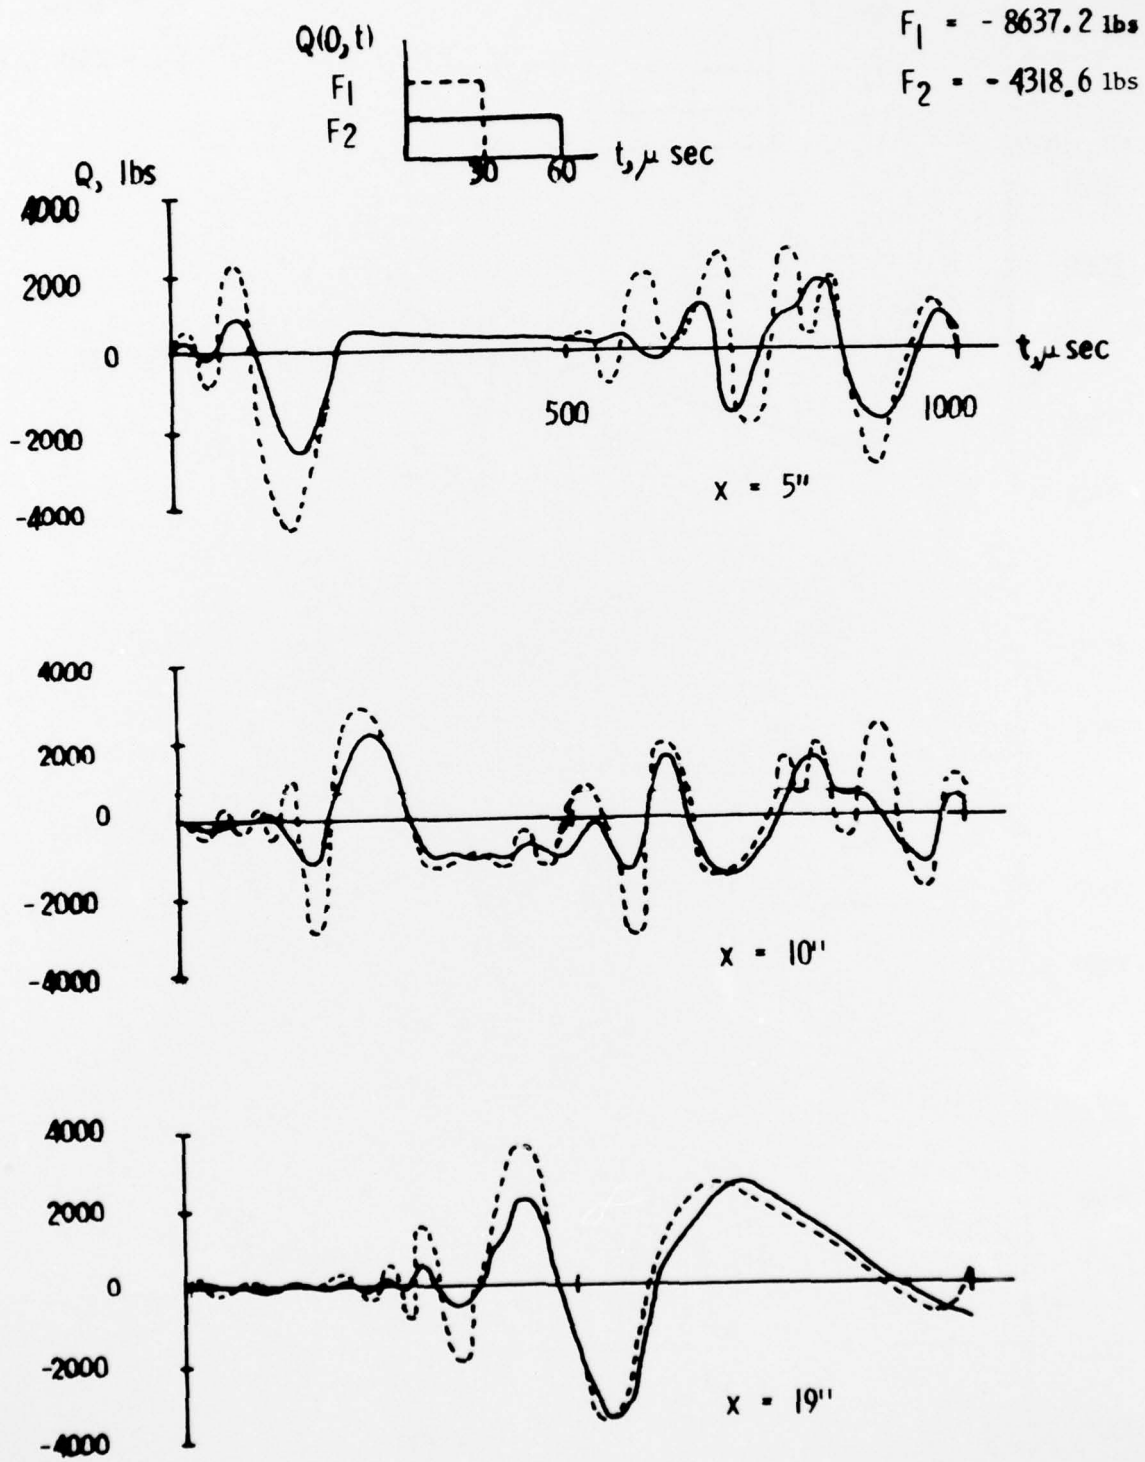 F1 = - 8637.2 lbs
F2 = - 4318.6 lbs
Q(0,t)
F1
F2
30 60 t, μ sec
Q, lbs
4000
2000
0
-2000
-4000
500
1000
t, μ sec
x = 5"
4000
2000
0
-2000
-4000
x = 10"
4000
2000
0
-2000
-4000
x = 19"